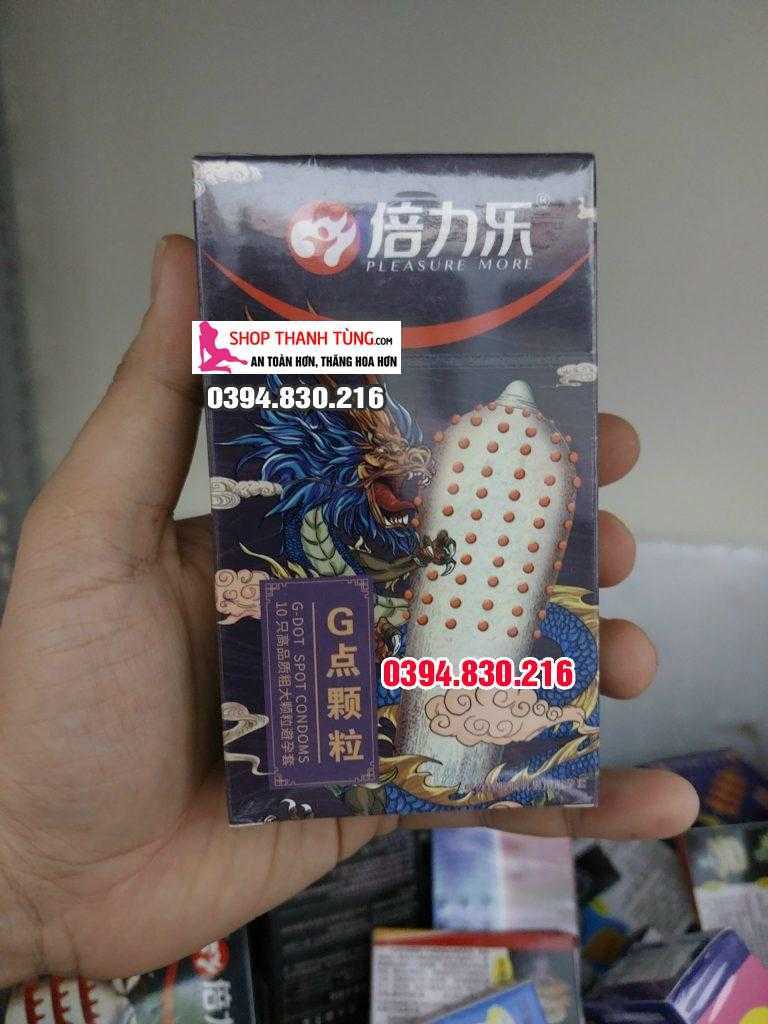 倍力乐®
PLEASURE MORE
SHOP THANH TÙNG.COM
AN TOÀN HƠN, THĂNG HOA HƠN
0394.830.216
G点颗粒
G-DOT SPOT CONDOMS
10只高品质粗大颗粒避孕套
0394.830.216
倍